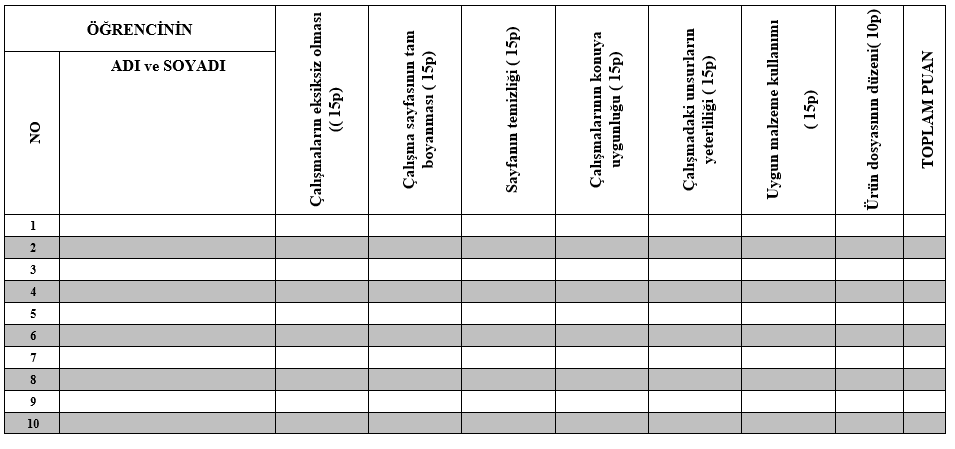 ÖĞRENCİNİN
NO
ADI ve SOYADI
Çalışmaların eksiksiz olması
(( 15p)
Çalışma sayfasının tam
boyanması ( 15p)
Sayfanın temizliği ( 15p)
Çalışmalarının konuya
uygunluğu ( 15p)
Çalışmadaki unsurların
yeterliliği ( 15p)
Uygun malzeme kullanımı
( 15p)
Ürün dosyasının düzeni( 10p)
TOPLAM PUAN
1
2
3
4
5
6
7
8
9
10